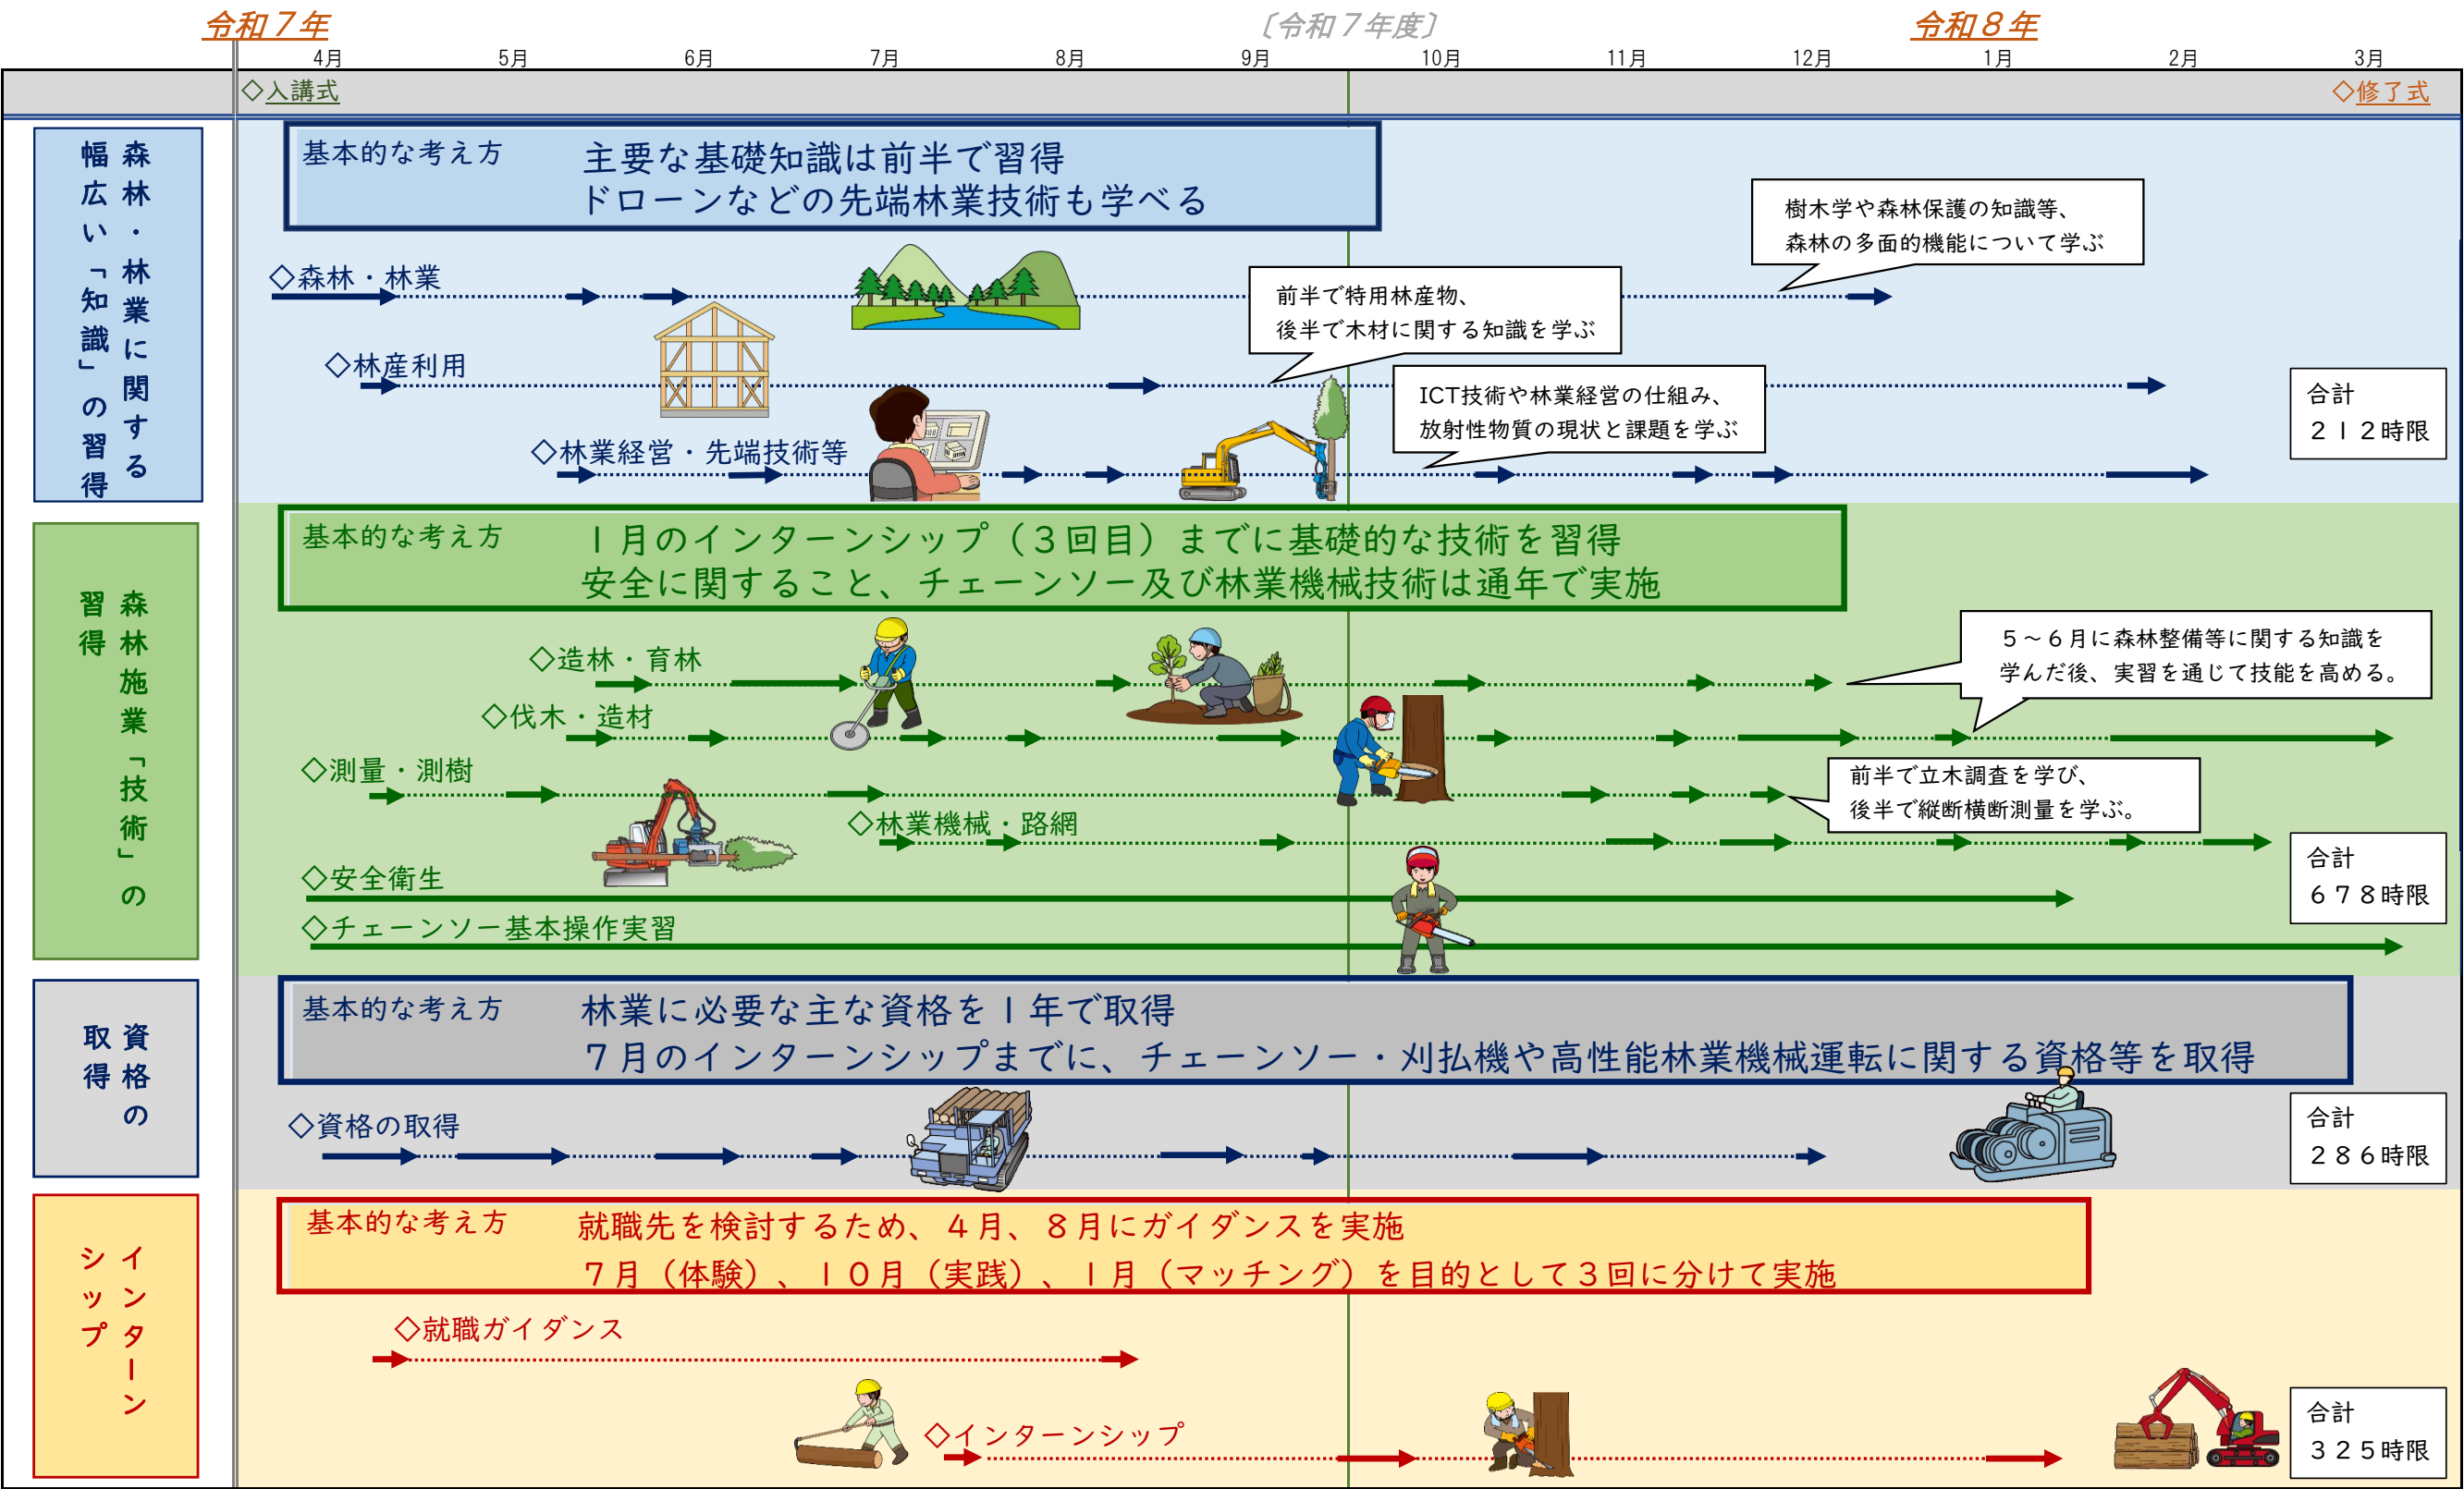 令和７年
〔令和７年度〕
令和８年
4月 5月 6月 7月 8月 9月 10月 11月 12月 1月 2月 3月
◇入講式
◇修了式
森林・林業に関する
幅広い「知識」の習得
基本的な考え方
主要な基礎知識は前半で習得
ドローンなどの先端林業技術も学べる
樹木学や森林保護の知識等、
森林の多面的機能について学ぶ
◇森林・林業
前半で特用林産物、
後半で木材に関する知識を学ぶ
◇林産利用
ICT技術や林業経営の仕組み、
放射性物質の現状と課題を学ぶ
◇林業経営・先端技術等
合計
２１２時限
森林施業「技術」の
習得
基本的な考え方
１月のインターンシップ（３回目）までに基礎的な技術を習得
安全に関すること、チェーンソー及び林業機械技術は通年で実施
５～６月に森林整備等に関する知識を
学んだ後、実習を通じて技能を高める。
◇造林・育林
◇伐木・造材
◇測量・測樹
前半で立木調査を学び、
後半で縦断横断測量を学ぶ。
◇林業機械・路網
◇安全衛生
◇チェーンソー基本操作実習
合計
６７８時限
資格の
取得
基本的な考え方
林業に必要な主な資格を１年で取得
７月のインターンシップまでに、チェーンソー・刈払機や高性能林業機械運転に関する資格等を取得
◇資格の取得
合計
２８６時限
インターン
シップ
基本的な考え方
就職先を検討するため、４月、８月にガイダンスを実施
７月（体験）、１０月（実践）、１月（マッチング）を目的として３回に分けて実施
◇就職ガイダンス
◇インターンシップ
合計
３２５時限